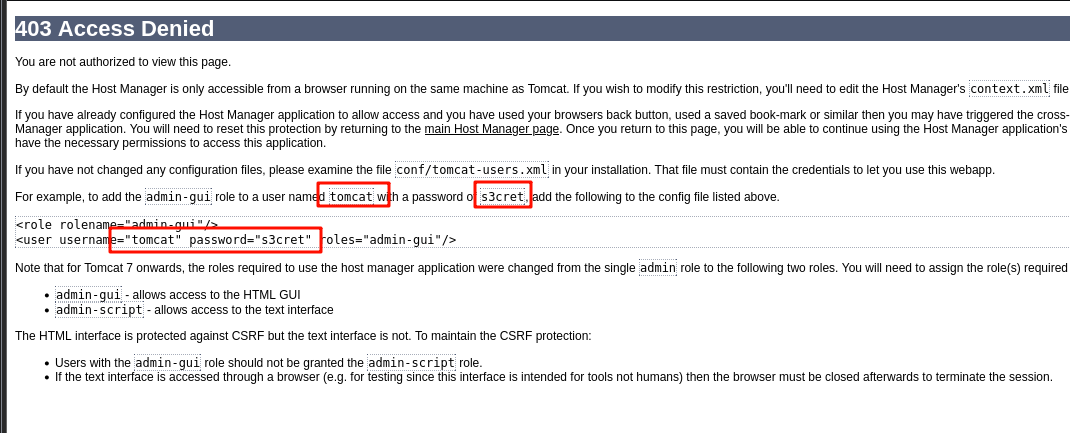 403 Access Denied
You are not authorized to view this page.
By default the Host Manager is only accessible from a browser running on the same machine as Tomcat. If you wish to modify this restriction, you'll need to edit the Host Manager's context.xml file
If you have already configured the Host Manager application to allow access and you have used your browsers back button, used a saved book-mark or similar then you may have triggered the cross-
Manager application. You will need to reset this protection by returning to the main Host Manager page. Once you return to this page, you will be able to continue using the Host Manager application's
have the necessary permissions to access this application.
If you have not changed any configuration files, please examine the file conf/tomcat-users.xml in your installation. That file must contain the credentials to let you use this webapp.
For example, to add the admin-gui role to a user named tomcat with a password of s3cret, add the following to the config file listed above.
<role rolename="admin-gui"/>
<user username="tomcat" password="s3cret" roles="admin-gui"/>
Note that for Tomcat 7 onwards, the roles required to use the host manager application were changed from the single admin role to the following two roles. You will need to assign the role(s) required
• admin-gui - allows access to the HTML GUI
• admin-script - allows access to the text interface
The HTML interface is protected against CSRF but the text interface is not. To maintain the CSRF protection:
• Users with the admin-gui role should not be granted the admin-script role.
• If the text interface is accessed through a browser (e.g. for testing since this interface is intended for tools not humans) then the browser must be closed afterwards to terminate the session.